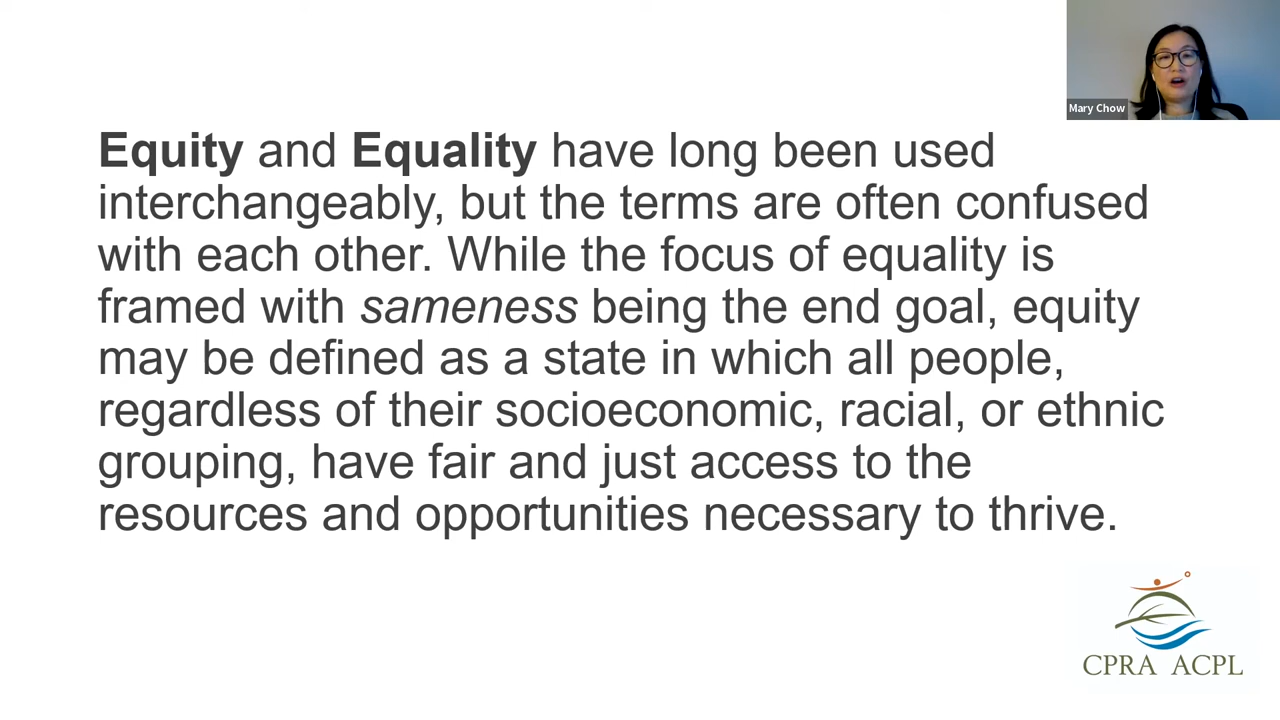 Mary Chow
Equity and Equality have long been used
interchangeably, but the terms are often confused
with each other. While the focus of equality is
framed with sameness being the end goal, equity
may be defined as a state in which all people,
regardless of their socioeconomic, racial, or ethnic
grouping, have fair and just access to the
resources and opportunities necessary to thrive.
CPRA ACPL